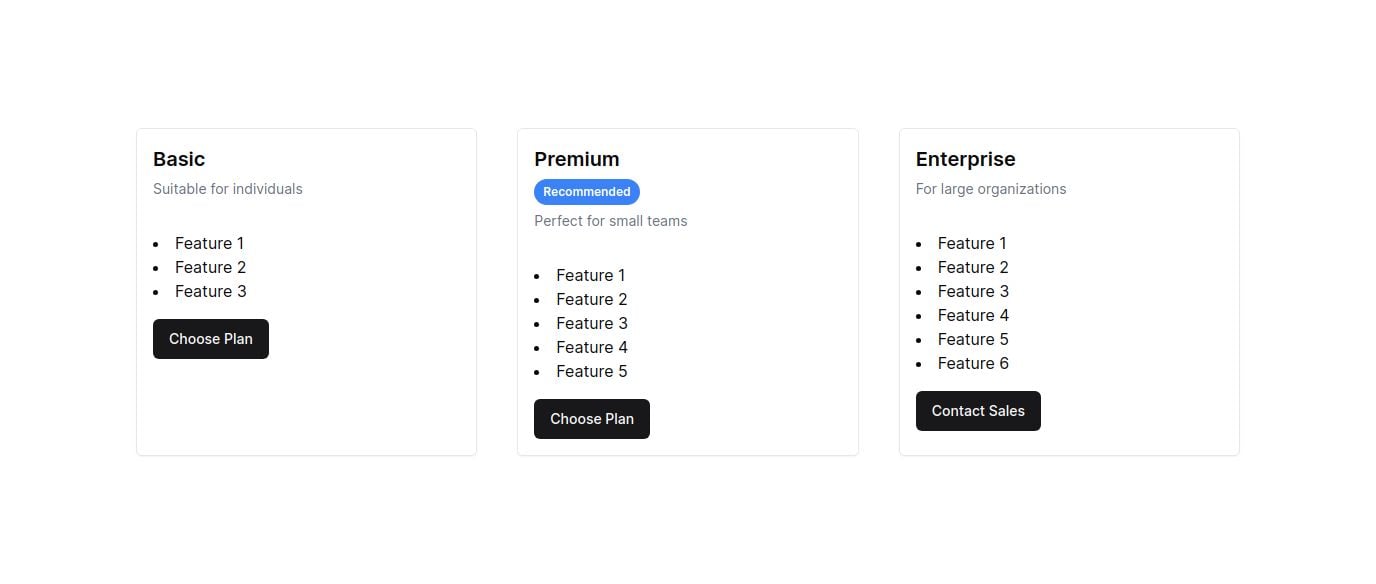 Basic
Suitable for individuals
Feature 1
Feature 2
Feature 3
Choose Plan
Premium
Recommended
Perfect for small teams
Feature 1
Feature 2
Feature 3
Feature 4
Feature 5
Choose Plan
Enterprise
For large organizations
Feature 1
Feature 2
Feature 3
Feature 4
Feature 5
Feature 6
Contact Sales